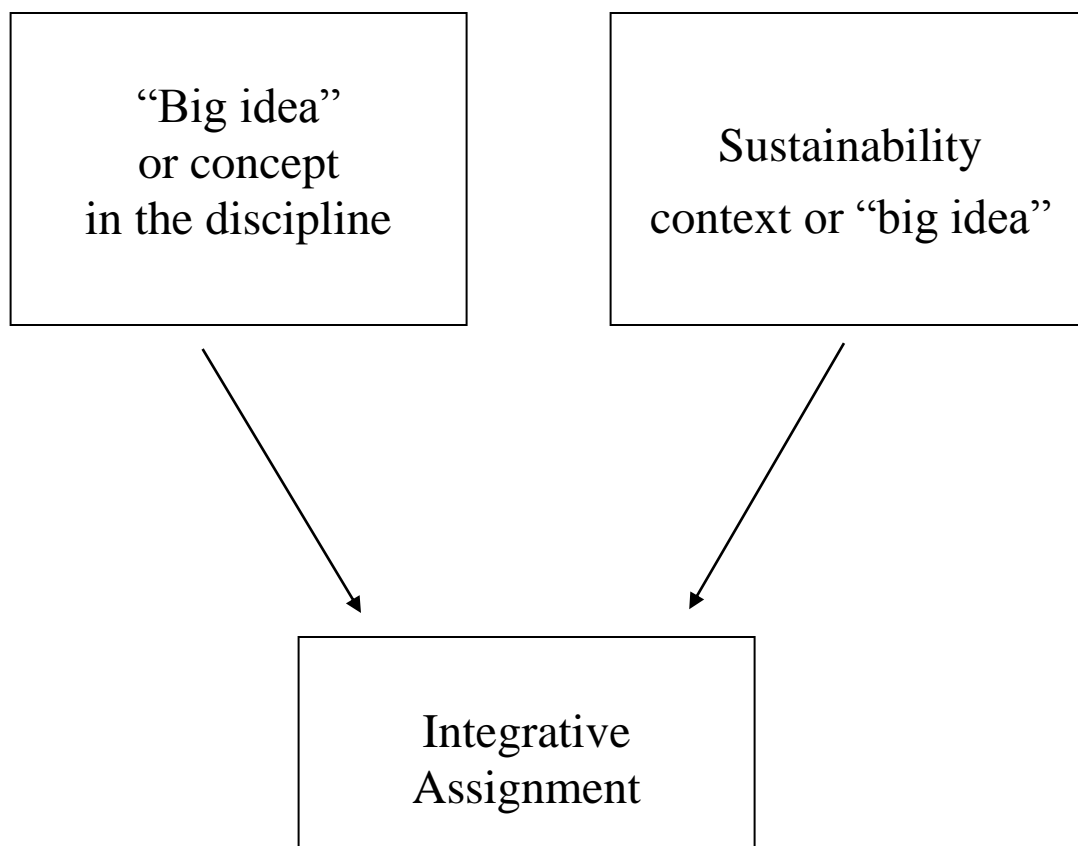 “Big idea”
or concept
in the discipline
Sustainability
context or “big idea”
Integrative
Assignment